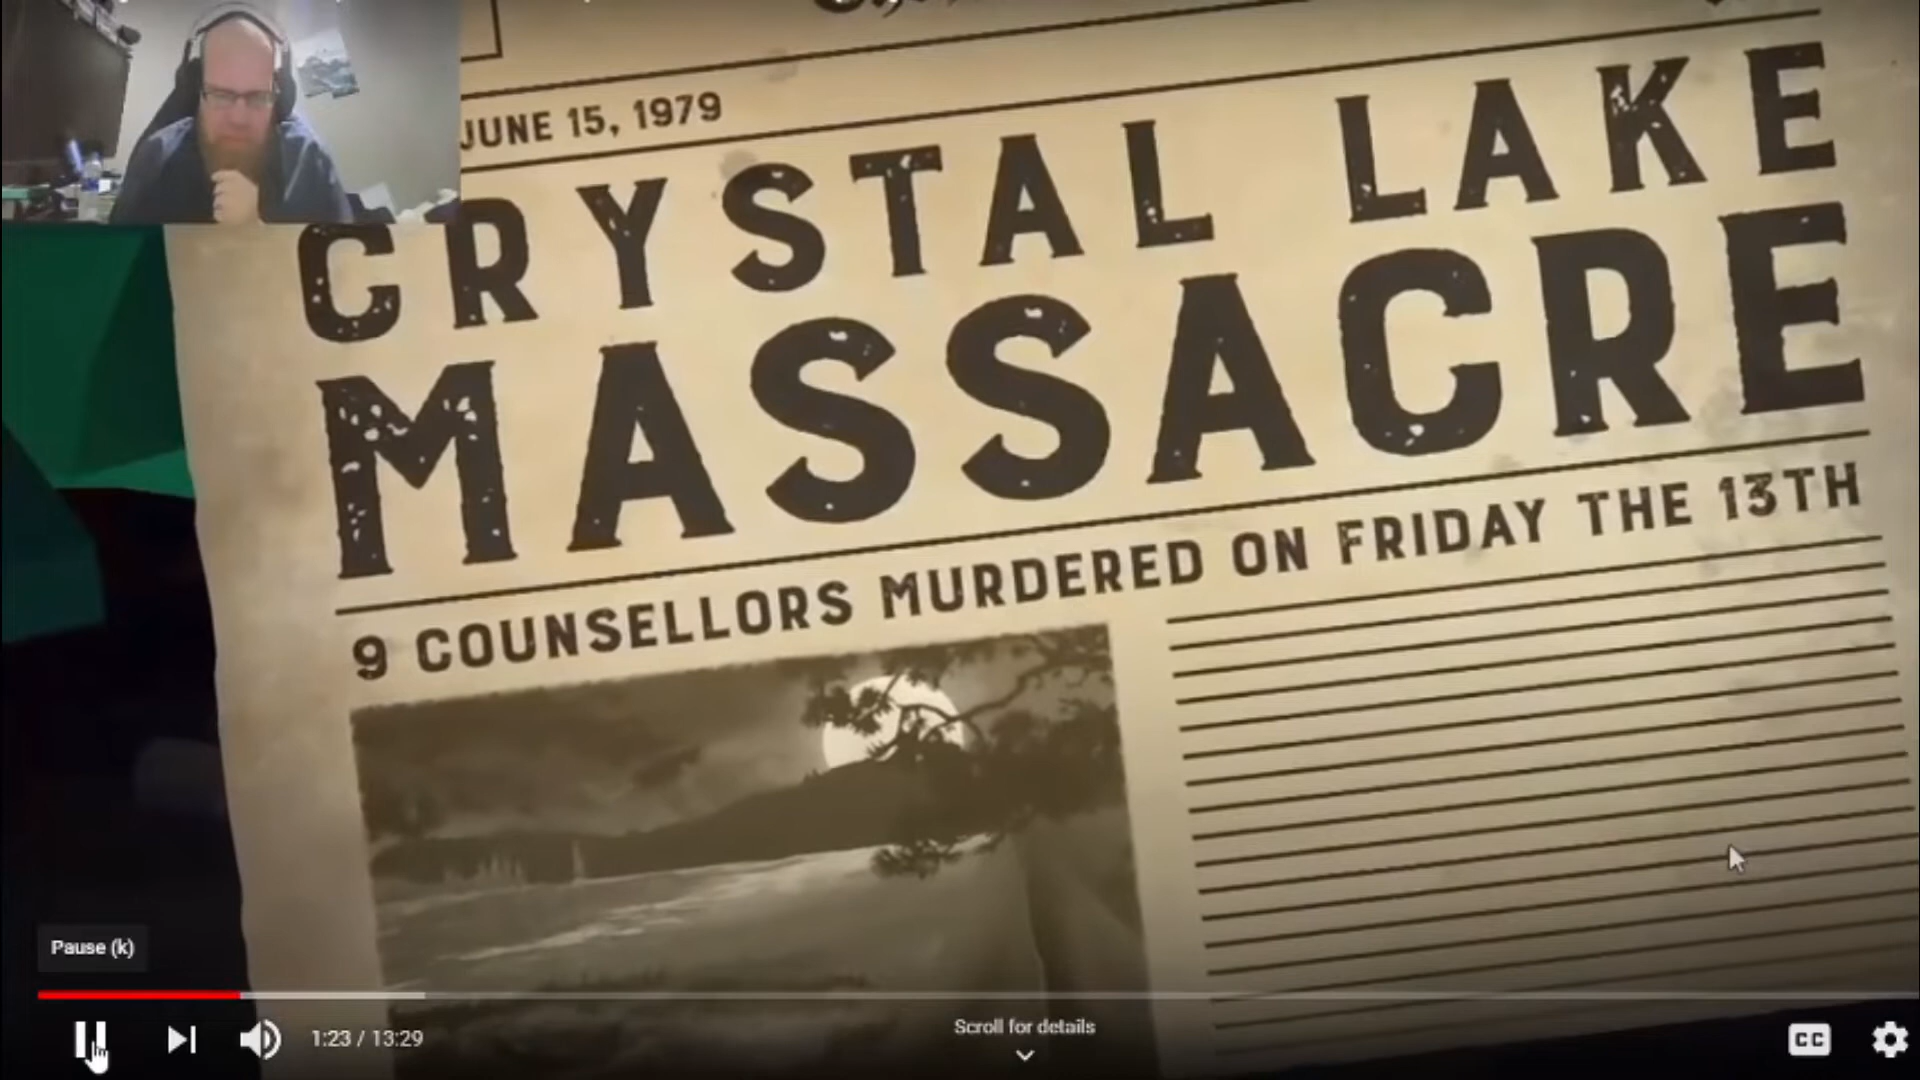 JUNE 15, 1979
CRYSTAL LAKE
MASSACRE
9 COUNSELLORS MURDERED ON FRIDAY THE 13TH
Pause (k)
1:23 / 13:29
Scroll for details
CC